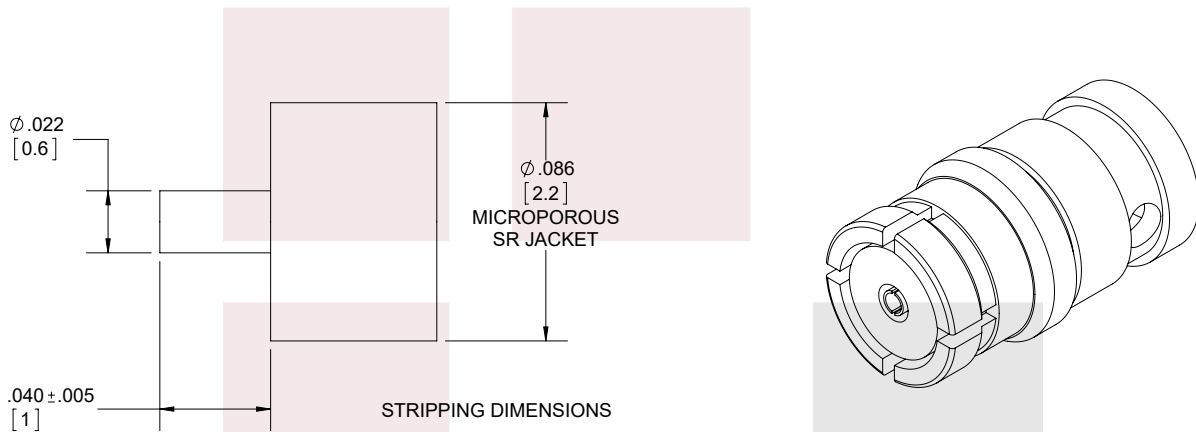 Ø.022
[0.6]
Ø.086
[2.2]
MICROPOROUS
SR JACKET
.040±.005
[1]
STRIPPING DIMENSIONS